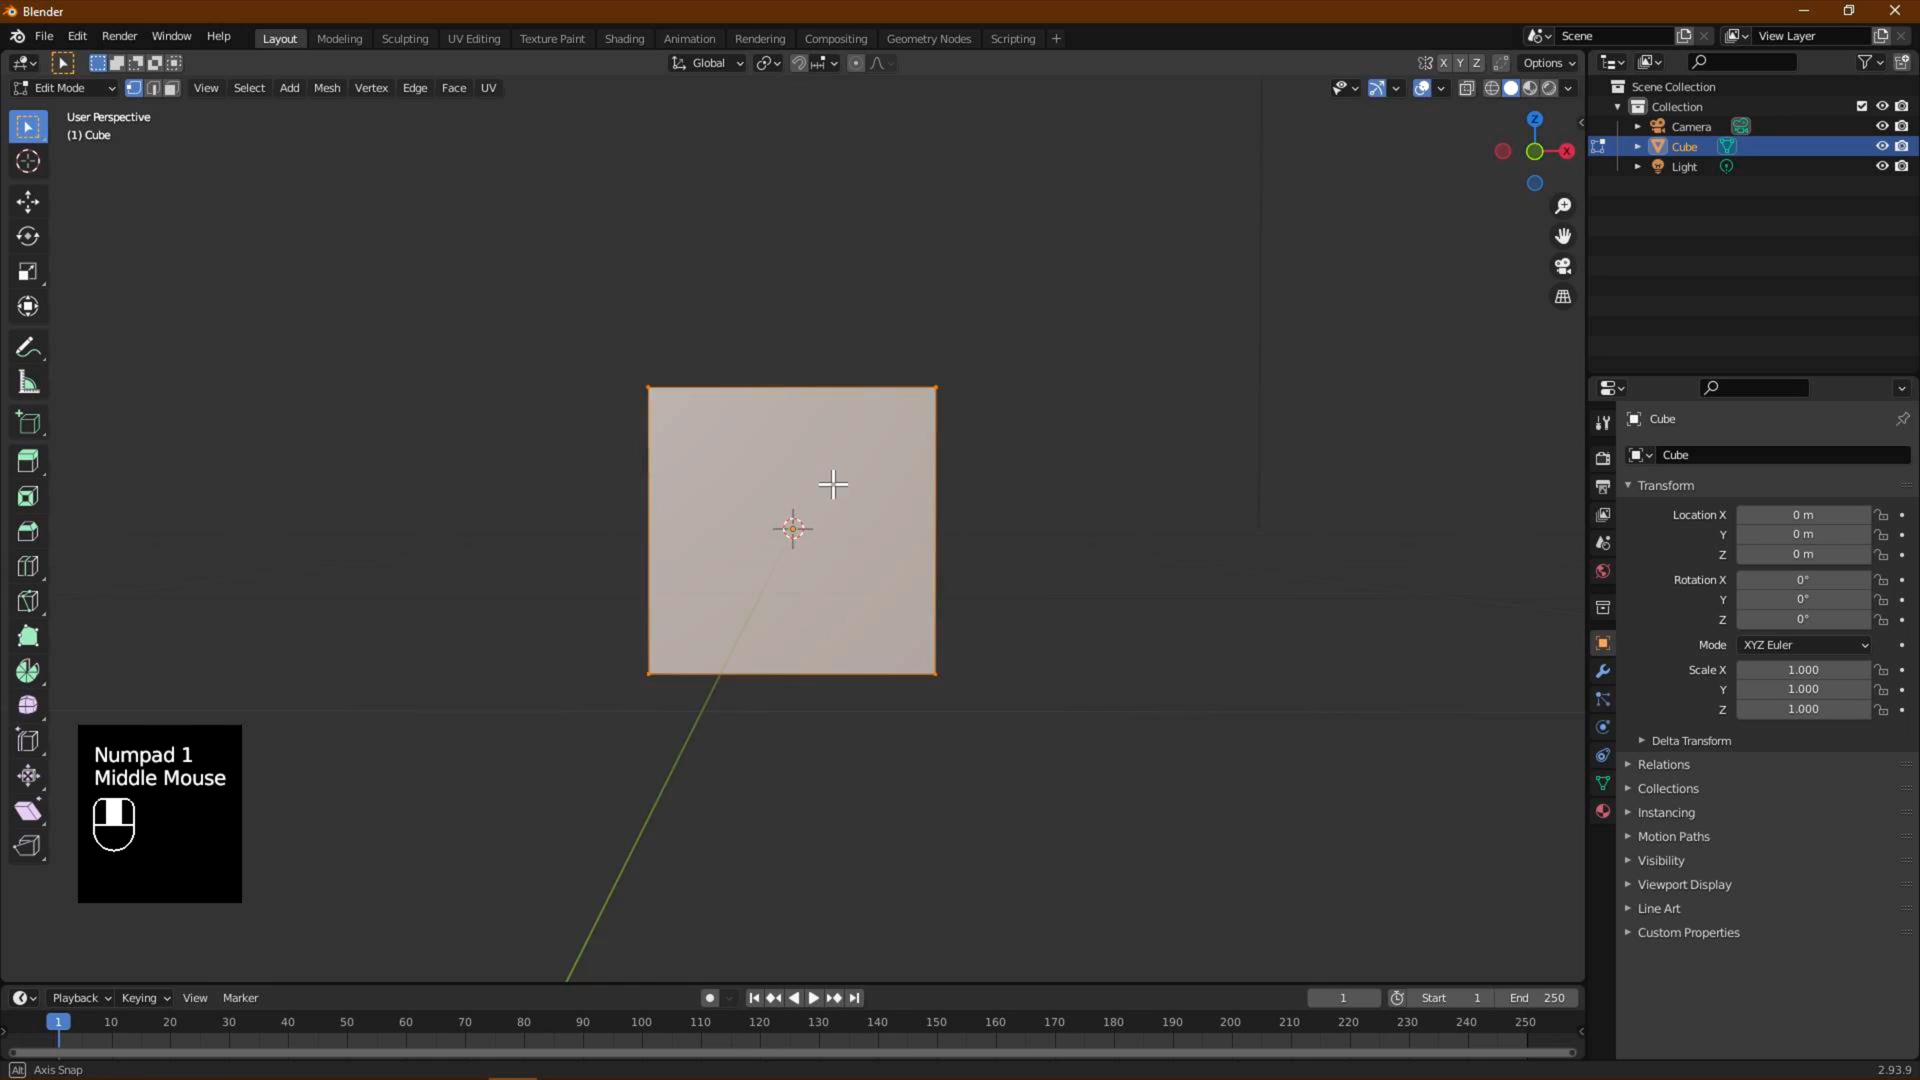 Blender
File Edit Render Window Help
Layout Modeling Sculpting UV Editing Texture Paint Shading Animation Rendering Compositing Geometry Nodes Scripting +
Scene
View Layer
Global
X Y Z
Options
Edit Mode
View Select Add Mesh Vertex Edge Face UV
User Perspective
(1) Cube
Z
X
Scene Collection
Collection
Camera
Cube
Light
Cube
Cube
Transform
Location X 0 m
Y 0 m
Z 0 m
Rotation X 0°
Y 0°
Z 0°
Mode XYZ Euler
Scale X 1.000
Y 1.000
Z 1.000
Delta Transform
Relations
Collections
Instancing
Motion Paths
Visibility
Viewport Display
Line Art
Custom Properties
Numpad 1
Middle Mouse
Playback Keying View Marker
1
Start 1
End 250
1 10 20 30 40 50 60 70 80 90 100 110 120 130 140 150 160 170 180 190 200 210 220 230 240 250
Alt Axis Snap
2.93.9